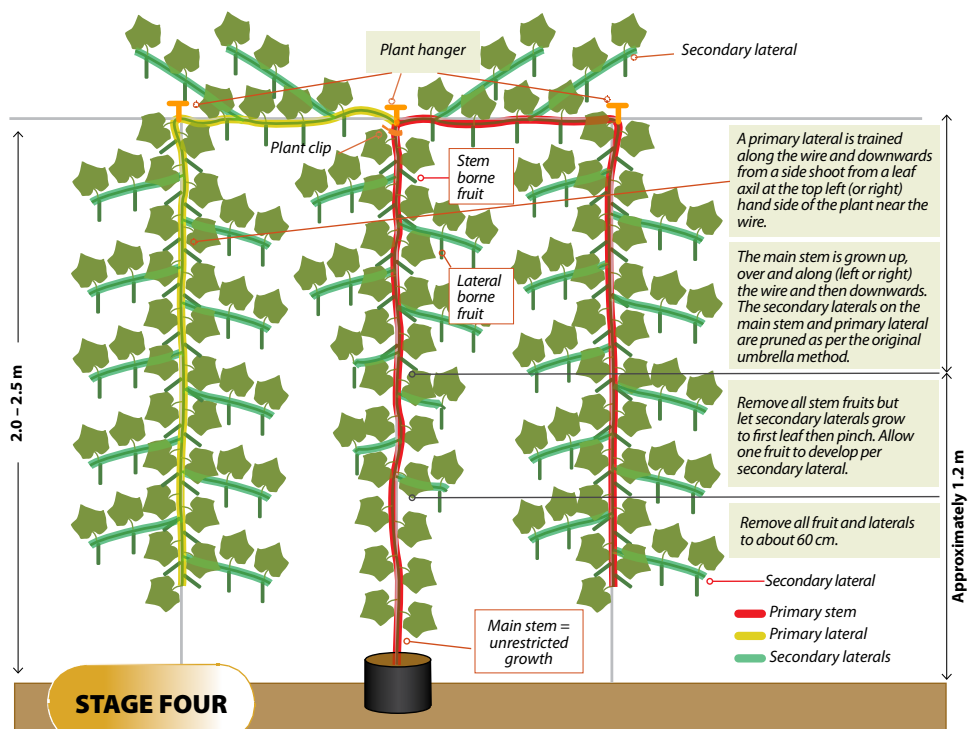 Plant hanger
Secondary lateral
Plant clip
Stem
borne
fruit
Lateral
borne
fruit
A primary lateral is trained
along the wire and downwards
from a side shoot from a leaf
axil at the top left (or right)
hand side of the plant near the
wire.
The main stem is grown up,
over and along (left or right)
the wire and then downwards.
The secondary laterals on the
main stem and primary lateral
are pruned as per the original
umbrella method.
Remove all stem fruits but
let secondary laterals grow
to first leaf then pinch. Allow
one fruit to develop per
secondary lateral.
Remove all fruit and laterals
to about 60 cm.
Secondary lateral
Primary stem
Primary lateral
Secondary laterals
Main stem =
unrestricted
growth
2.0 – 2.5 m
Approximately 1.2 m
STAGE FOUR